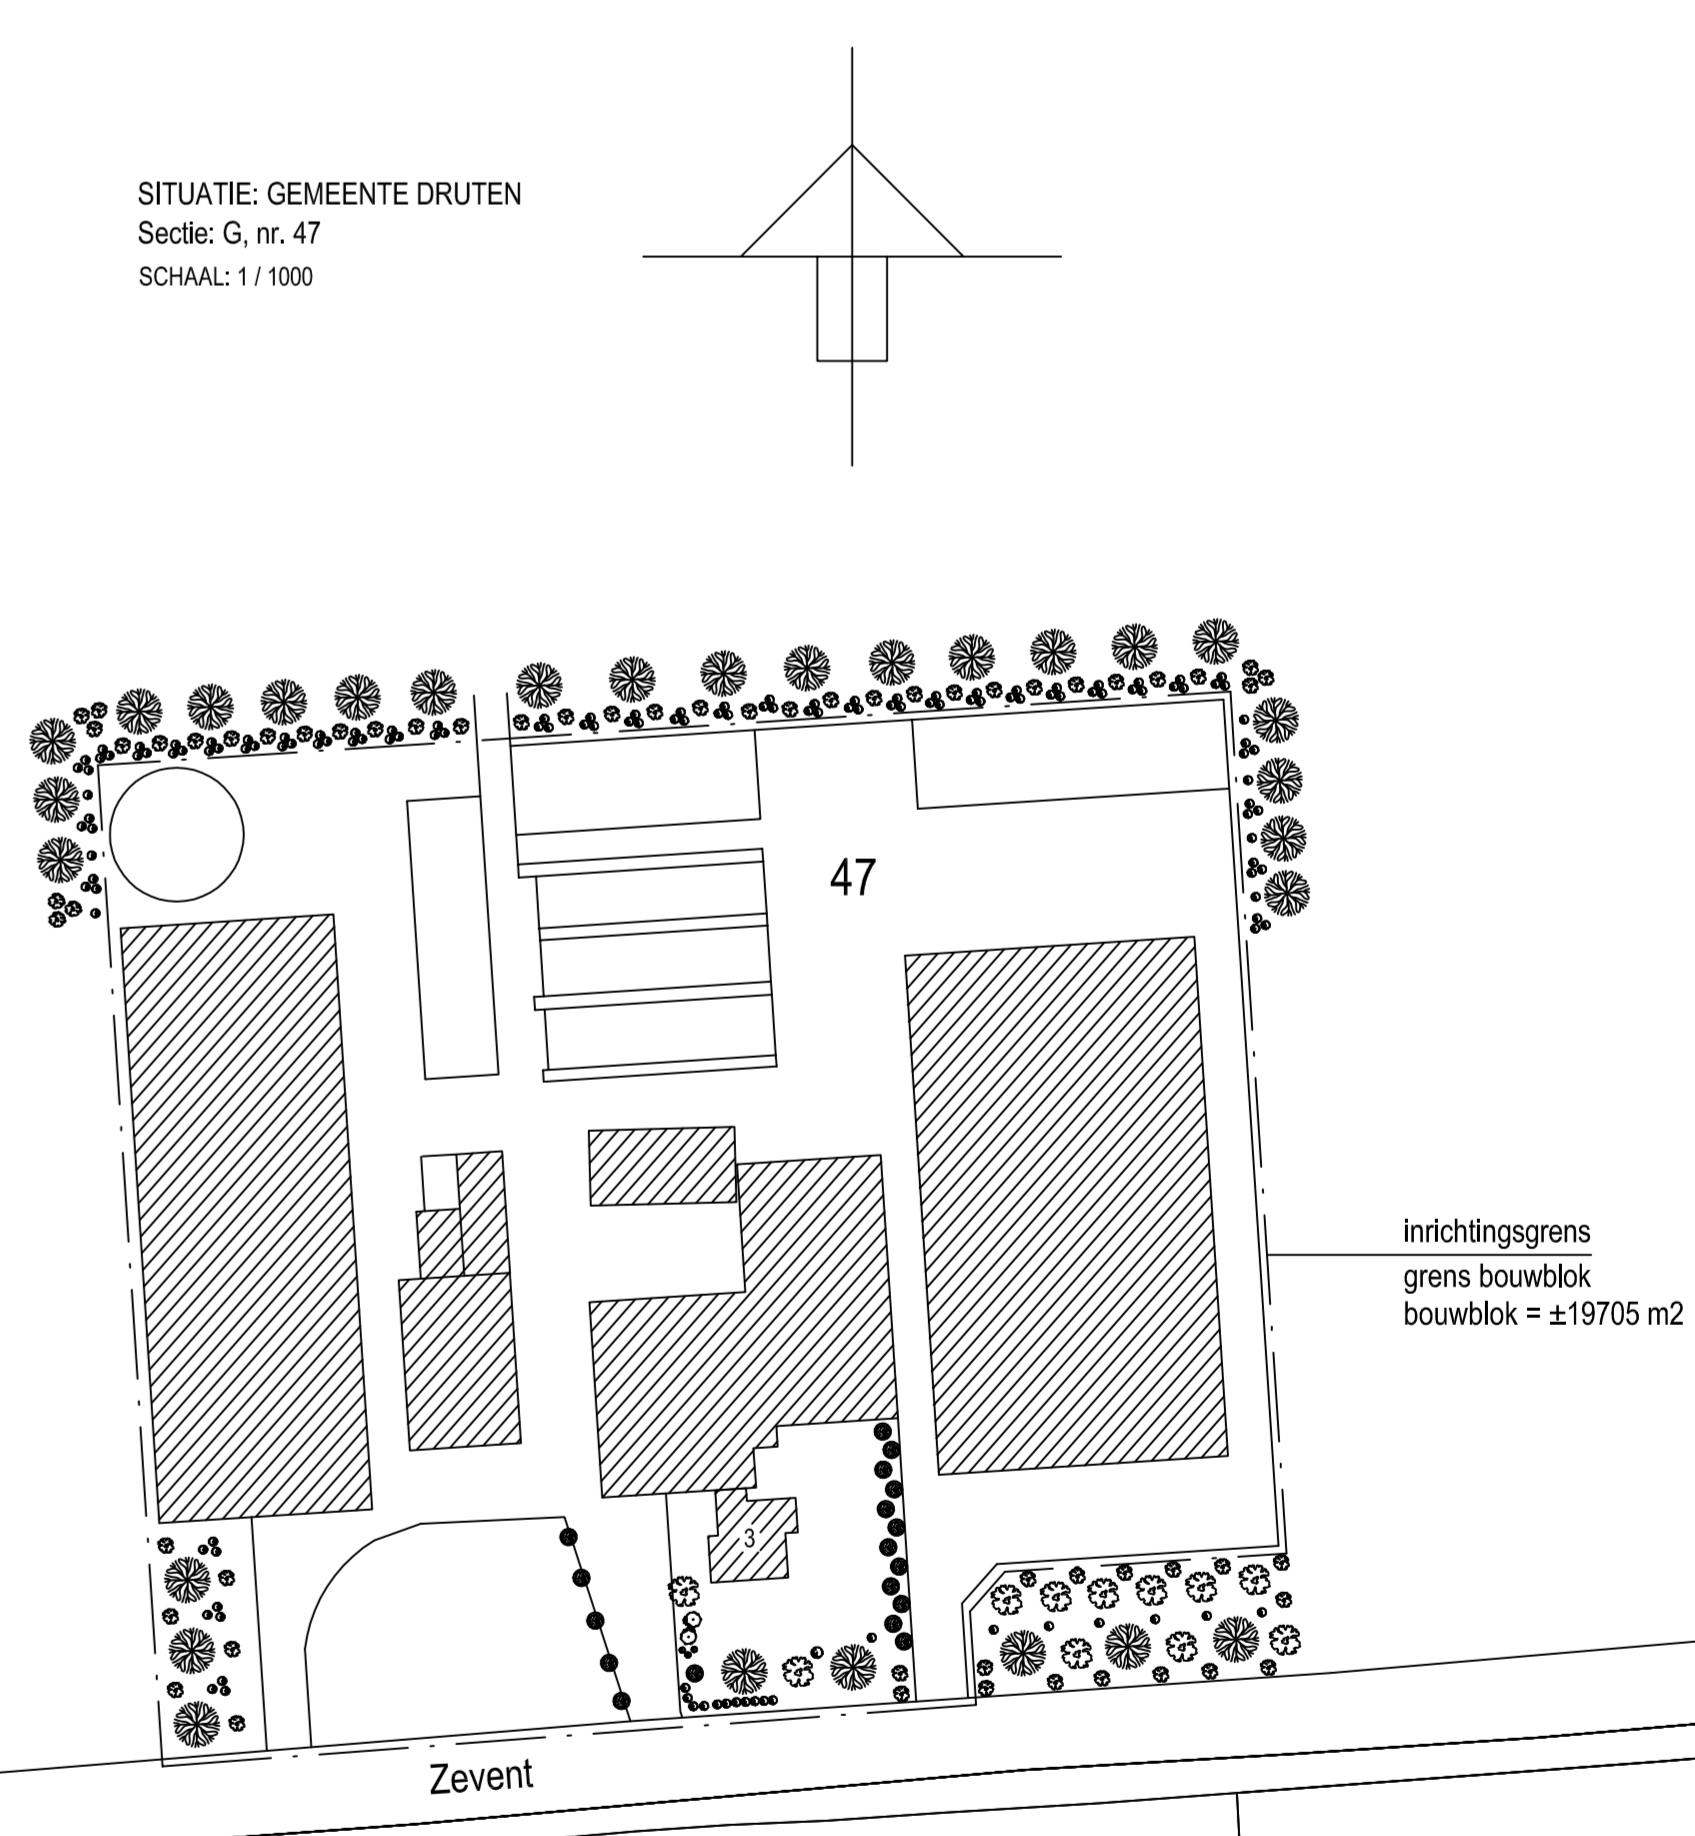 SITUATIE: GEMEENTE DRUTEN
Sectie: G, nr. 47
SCHAAL: 1 / 1000
47
inrichtingsgrens
grens bouwblok
bouwblok = ±19705 m2
3
Zevent